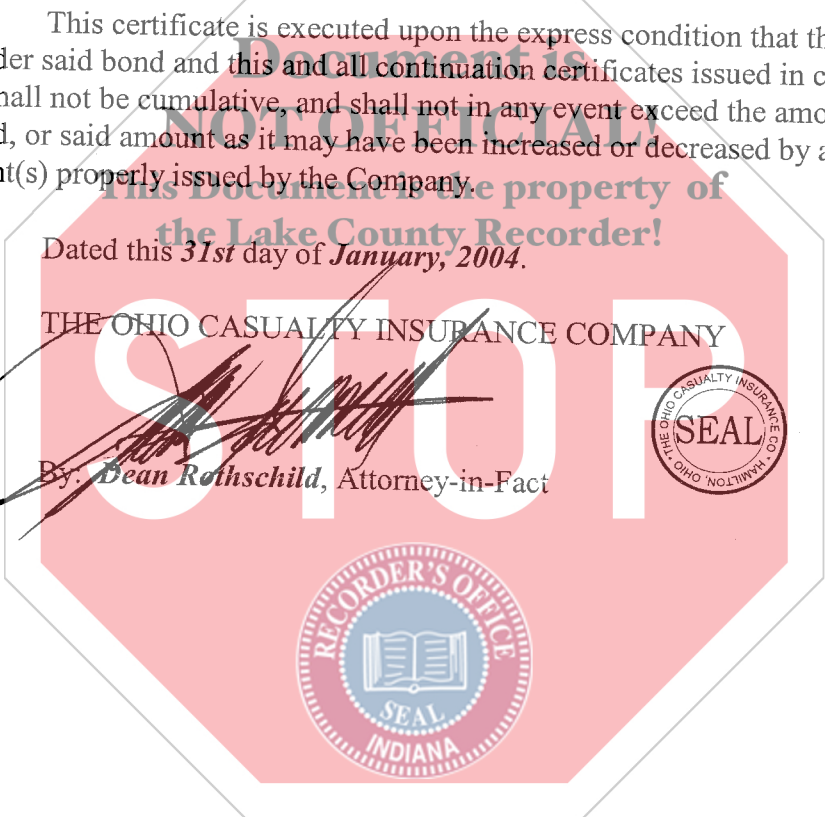 This certificate is executed upon the express condition that th
der said bond and this and all continuation certificates issued in c
hall not be cumulative, and shall not in any event exceed the amo
d, or said amount as it may have been increased or decreased by a
nt(s) properly issued by the Company.
Document is
NOT OFFICIAL!
This Document is the property of
the Lake County Recorder!
Dated this 31st day of January, 2004.
THE OHIO CASUALTY INSURANCE COMPANY
STOP
THE OHIO CASUALTY INSURANCE CO
HAMILTON, OHIO
SEAL
By: Dean Rothschild, Attorney-in-Fact
RECORDER'S OFFICE
SEAL
INDIANA